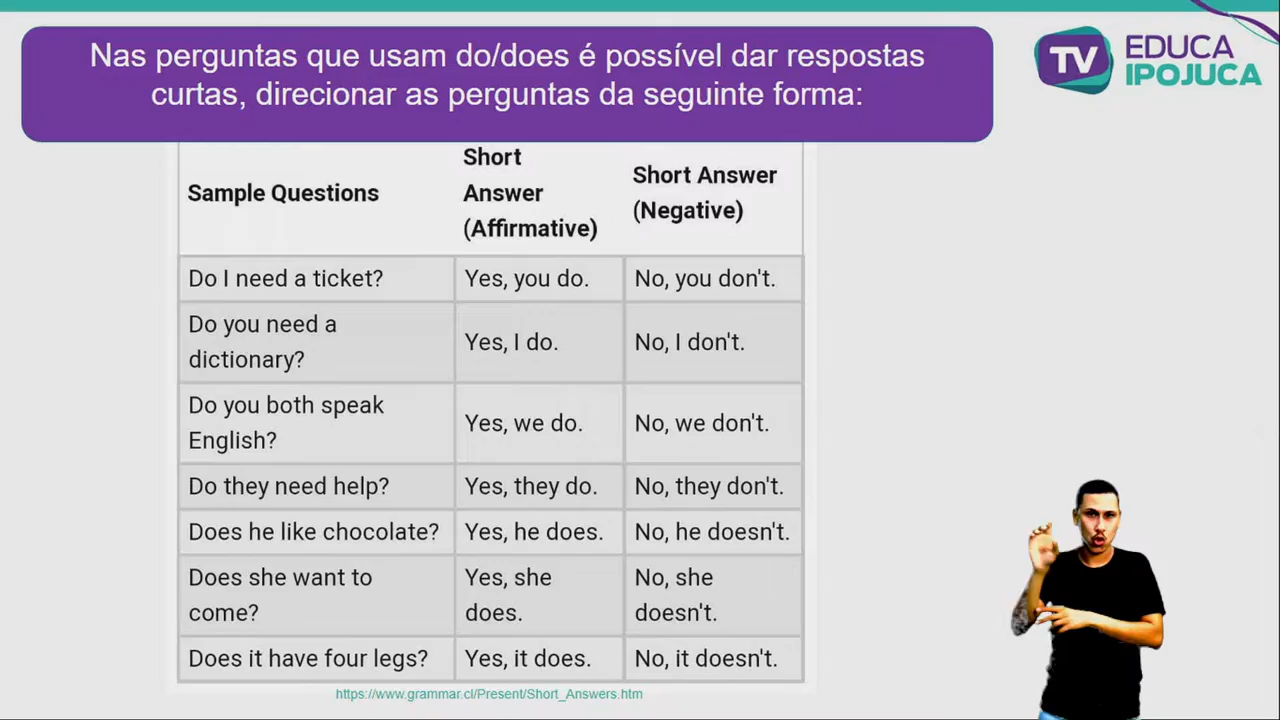 Nas perguntas que usam do/does é possível dar respostas
curtas, direcionar as perguntas da seguinte forma:
TV EDUCA
IPOJUCA
Sample Questions
Short
Answer
(Affirmative)
Short Answer
(Negative)
Do I need a ticket?
Yes, you do.
No, you don't.
Do you need a
dictionary?
Yes, I do.
No, I don't.
Do you both speak
English?
Yes, we do.
No, we don't.
Do they need help?
Yes, they do.
No, they don't.
Does he like chocolate?
Yes, he does.
No, he doesn't.
Does she want to
come?
Yes, she
does.
No, she
doesn't.
Does it have four legs?
Yes, it does.
No, it doesn't.
https://www.grammar.cl/Present/Short_Answers.htm